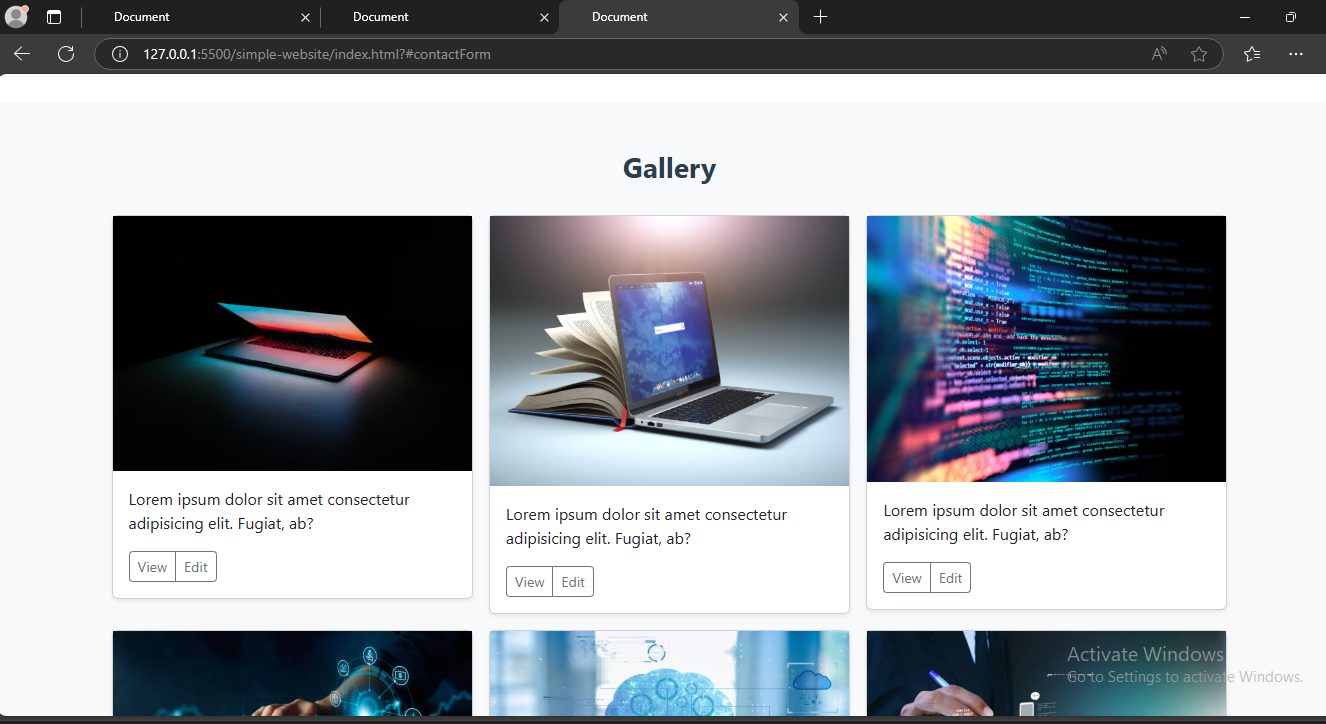 Document
Document
Document
127.0.0.1:5500/simple-website/index.html?#contactForm
Gallery
Lorem ipsum dolor sit amet consectetur
adipisicing elit. Fugiat, ab?
View Edit
Lorem ipsum dolor sit amet consectetur
adipisicing elit. Fugiat, ab?
View Edit
Lorem ipsum dolor sit amet consectetur
adipisicing elit. Fugiat, ab?
View Edit
Activate Windows
Go to Settings to activate Windows.